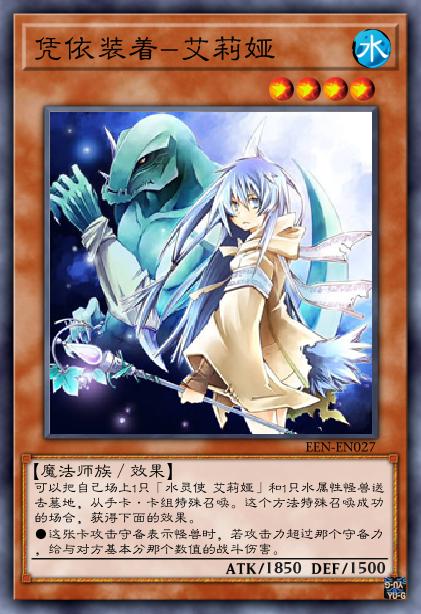 凭依装着–艾莉娅
水
EEN-EN027
【魔法师族／效果】
可以把自己场上1只「水灵使 艾莉娅」和1只水属性怪兽送
去墓地，从手卡·卡组特殊召唤。这个方法特殊召唤成功
的场合，获得下面的效果。
●这张卡攻击守备表示怪兽时，若攻击力超过那个守备力
，给与对方基本分那个数值的战斗伤害。
ATK/1850 DEF/1500